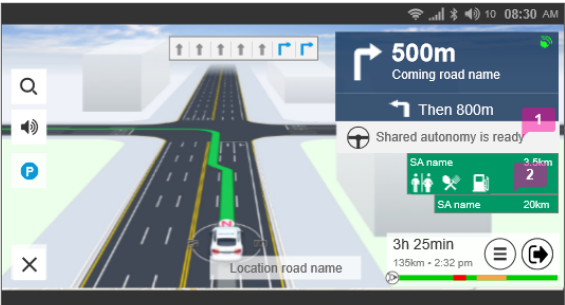 10 08:30 AM
500m
Coming road name
Then 800m
1
Shared autonomy is ready
SA name 3.5km
2
SA name 20km
P
N
3h 25min
135km - 2:32 pm
Location road name